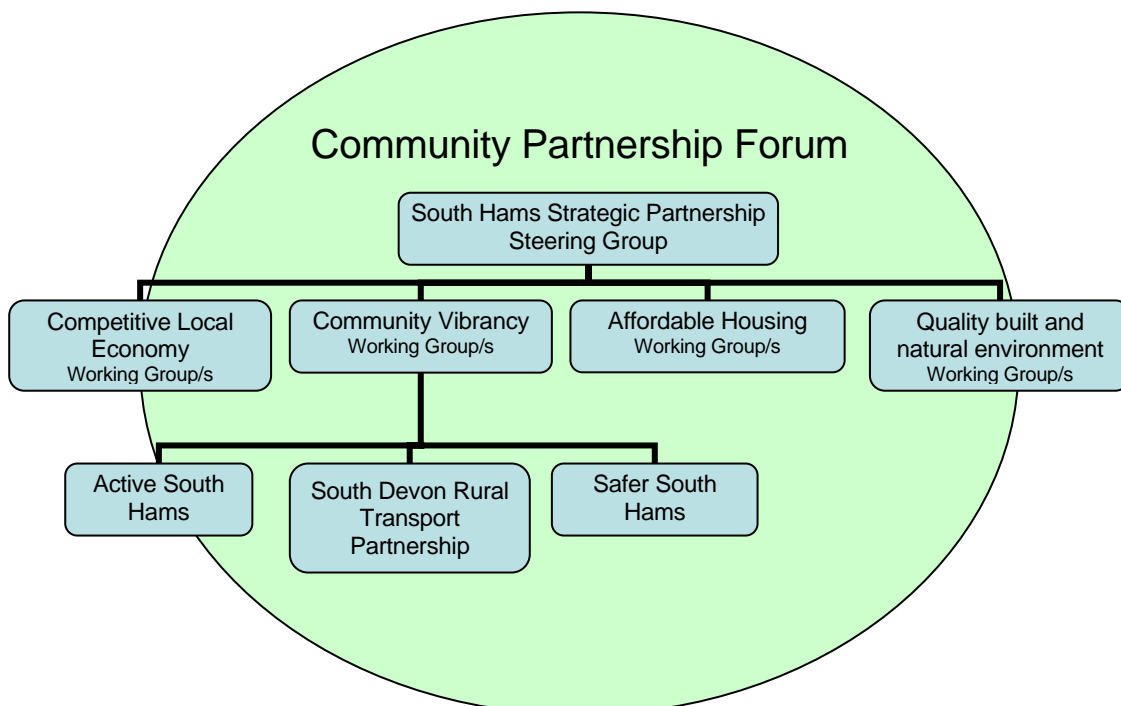 Community Partnership Forum
South Hams Strategic Partnership
Steering Group
Competitive Local
Economy
Working Group/s
Community Vibrancy
Working Group/s
Affordable Housing
Working Group/s
Quality built and
natural environment
Working Group/s
Active South
Hams
South Devon Rural
Transport
Partnership
Safer South
Hams